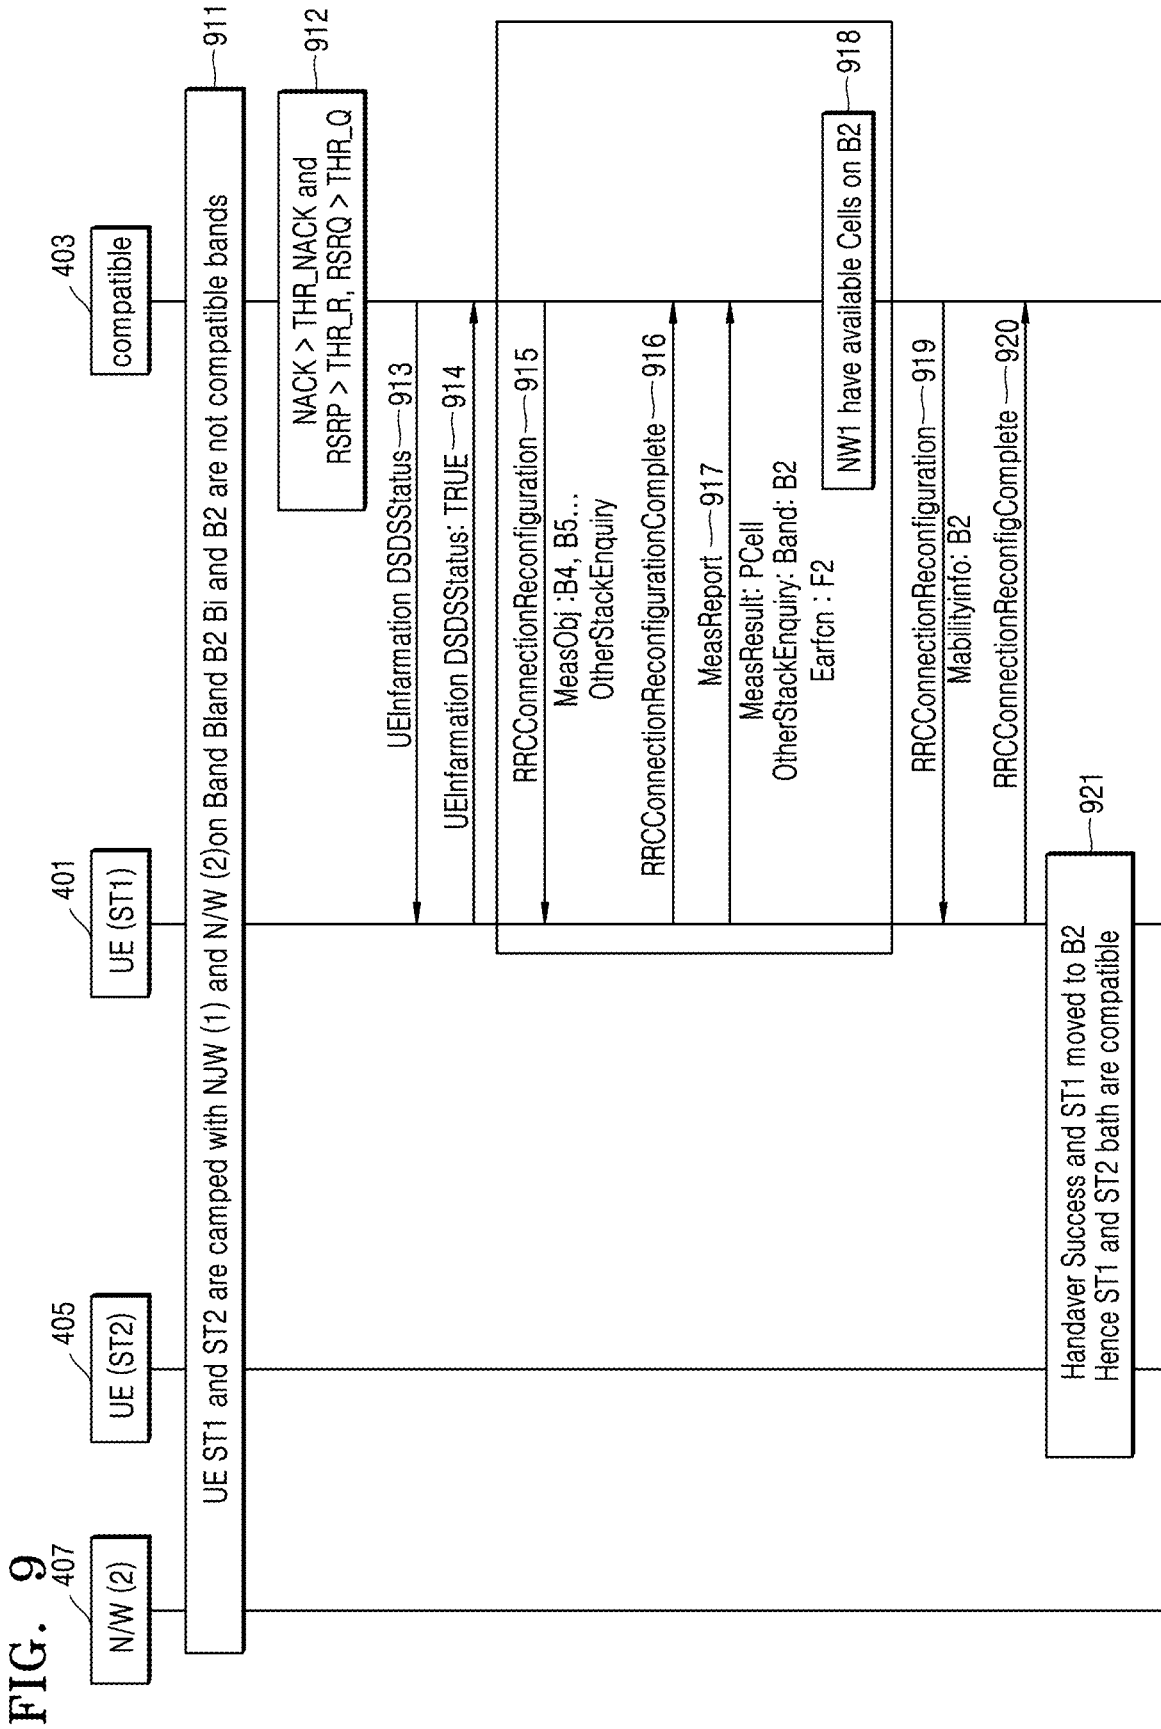 FIG. 9
407
N/W (2)
405
UE (ST2)
401
UE (ST1)
403
compatible
UE ST1 and ST2 are camped with NJW (1) and N/W (2)on Band Bland B2 Bi and B2 are not compatible bands
911
NACK > THR_NACK and
RSRP > THR_R, RSRQ > THR_Q
912
UEInfarmation DSDSStatus
913
UEInfarmation DSDSStatus: TRUE
914
RRCConnectionReconfiguration
915
MeasObj :B4, B5...
OtherStackEnquiry
RRCConnectionReconfigurationComplete
916
MeasReport
917
MeasResult: PCell
OtherStackEnquiry: Band: B2
Earfcn : F2
NW1 have available Cells on B2
918
RRCConnectionReconfiguration
919
Mabilityinfo: B2
RRCConnectionReconfigComplete
920
Handaver Success and ST1 moved to B2
Hence ST1 and ST2 bath are compatible
921